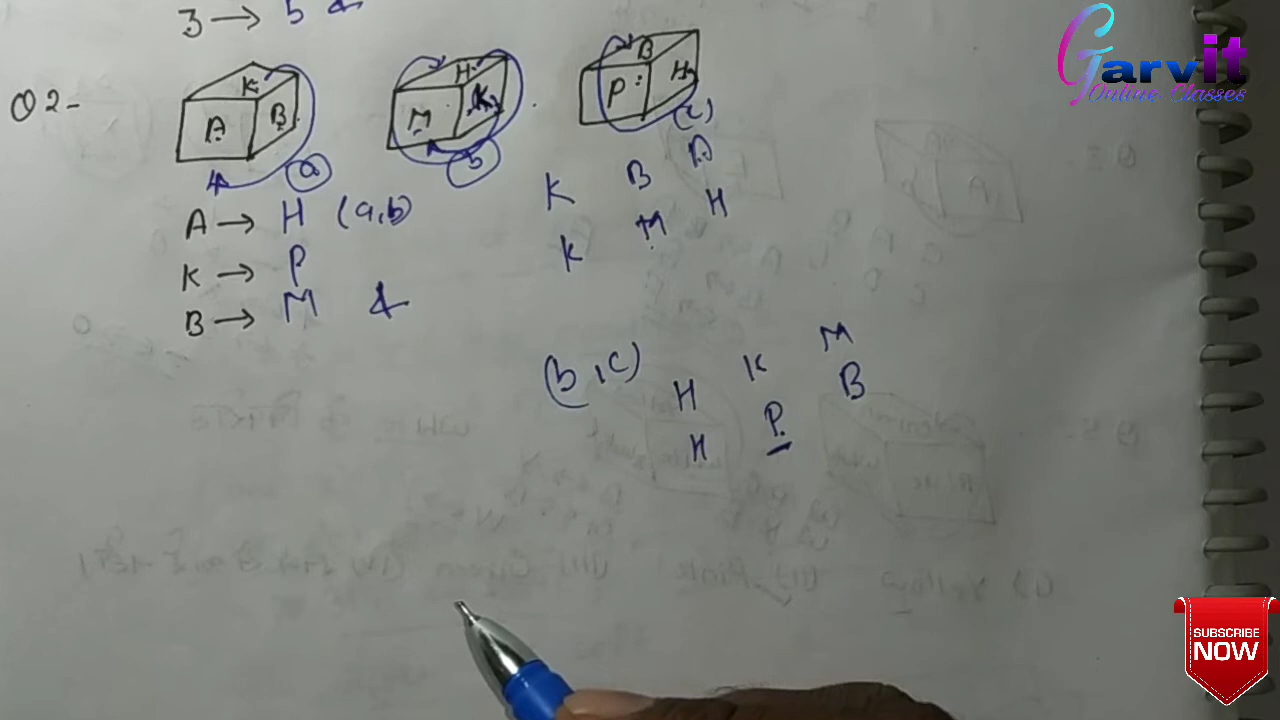 3 → 5
Q2-
K
A B
(a)
H
M K
(b)
B
P H
(c)
A → H (a,b)
K → P
B → M
K B A
K M H
(b, c)
H K M
H P B
Garvit
Online Classes
SUBSCRIBE
NOW